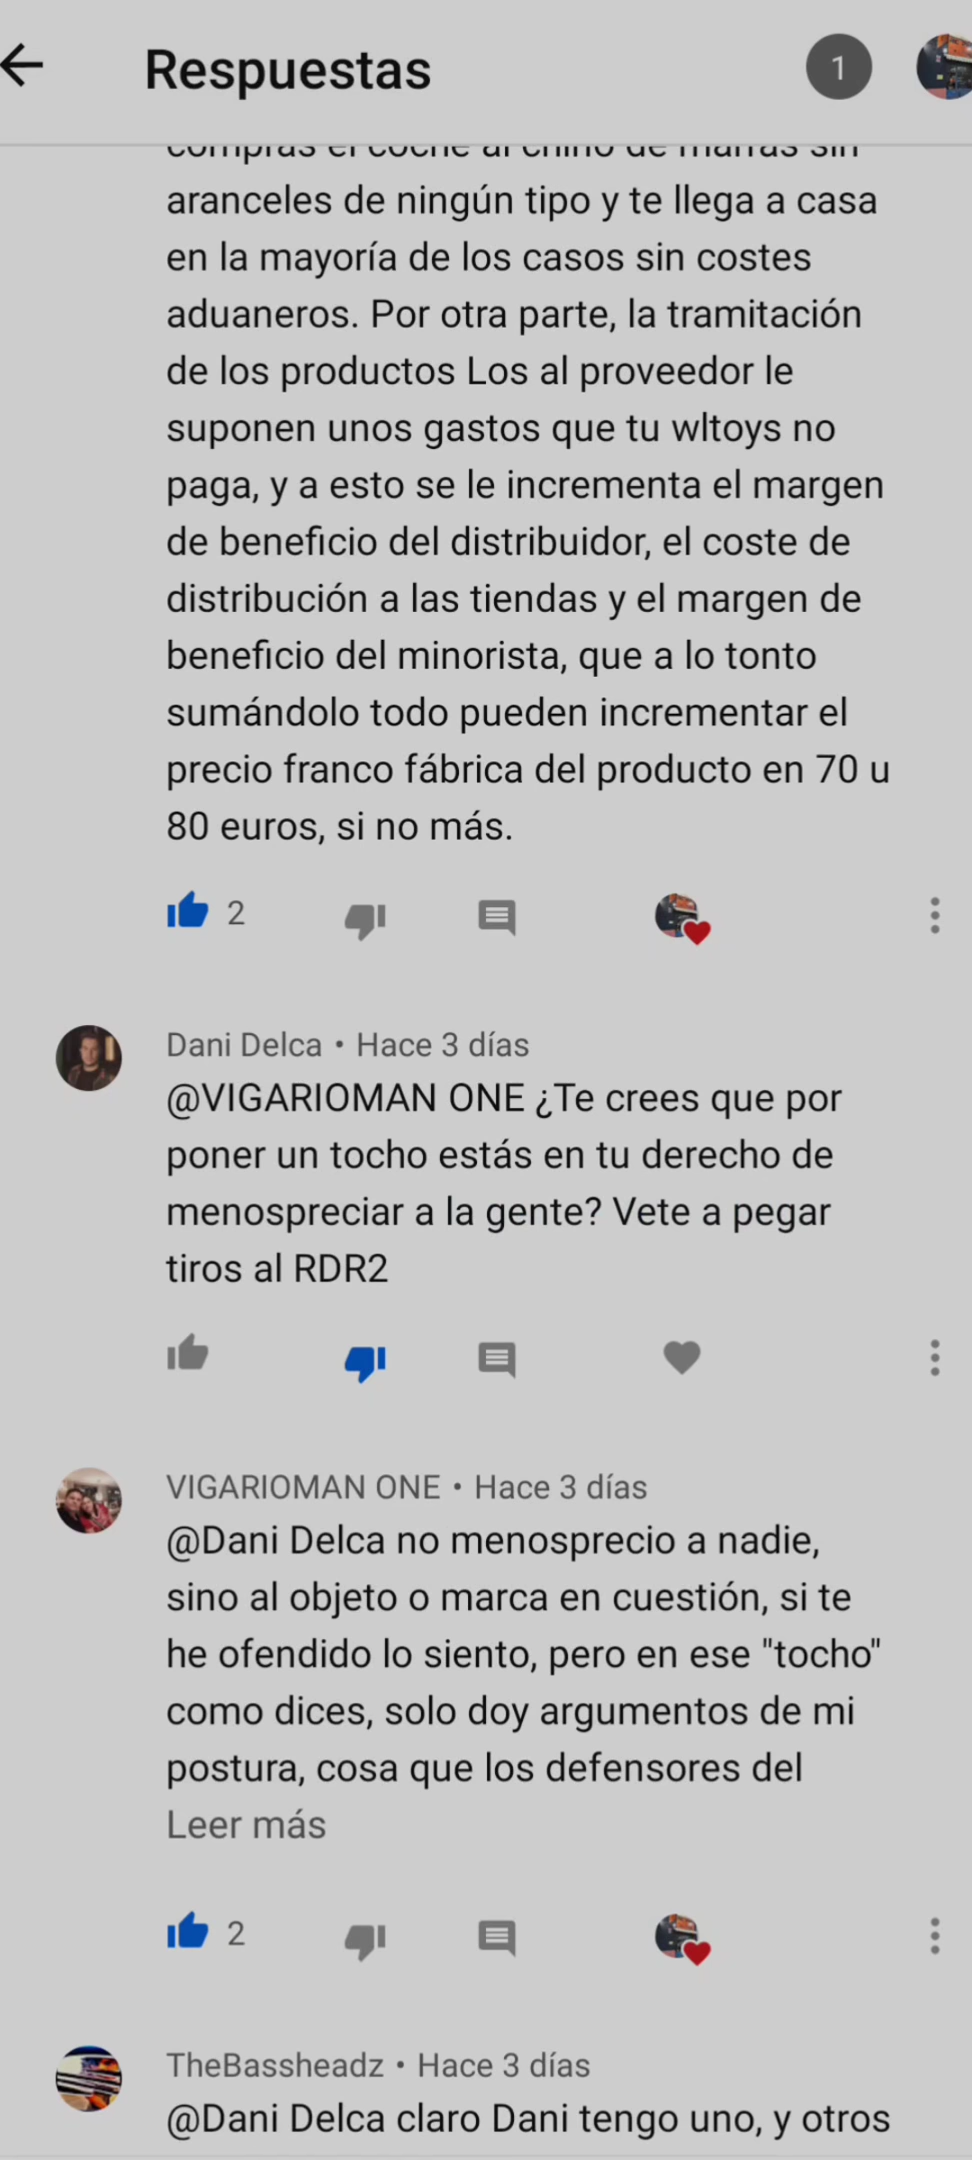 Respuestas
1
compras el coche al chino de marras sin
aranceles de ningún tipo y te llega a casa
en la mayoría de los casos sin costes
aduaneros. Por otra parte, la tramitación
de los productos Los al proveedor le
suponen unos gastos que tu wltoys no
paga, y a esto se le incrementa el margen
de beneficio del distribuidor, el coste de
distribución a las tiendas y el margen de
beneficio del minorista, que a lo tonto
sumándolo todo pueden incrementar el
precio franco fábrica del producto en 70 u
80 euros, si no más.
2
Dani Delca • Hace 3 días
@VIGARIOMAN ONE ¿Te crees que por
poner un tocho estás en tu derecho de
menospreciar a la gente? Vete a pegar
tiros al RDR2
VIGARIOMAN ONE • Hace 3 días
@Dani Delca no menosprecio a nadie,
sino al objeto o marca en cuestión, si te
he ofendido lo siento, pero en ese "tocho"
como dices, solo doy argumentos de mi
postura, cosa que los defensores del
Leer más
2
TheBassheadz • Hace 3 días
@Dani Delca claro Dani tengo uno, y otros